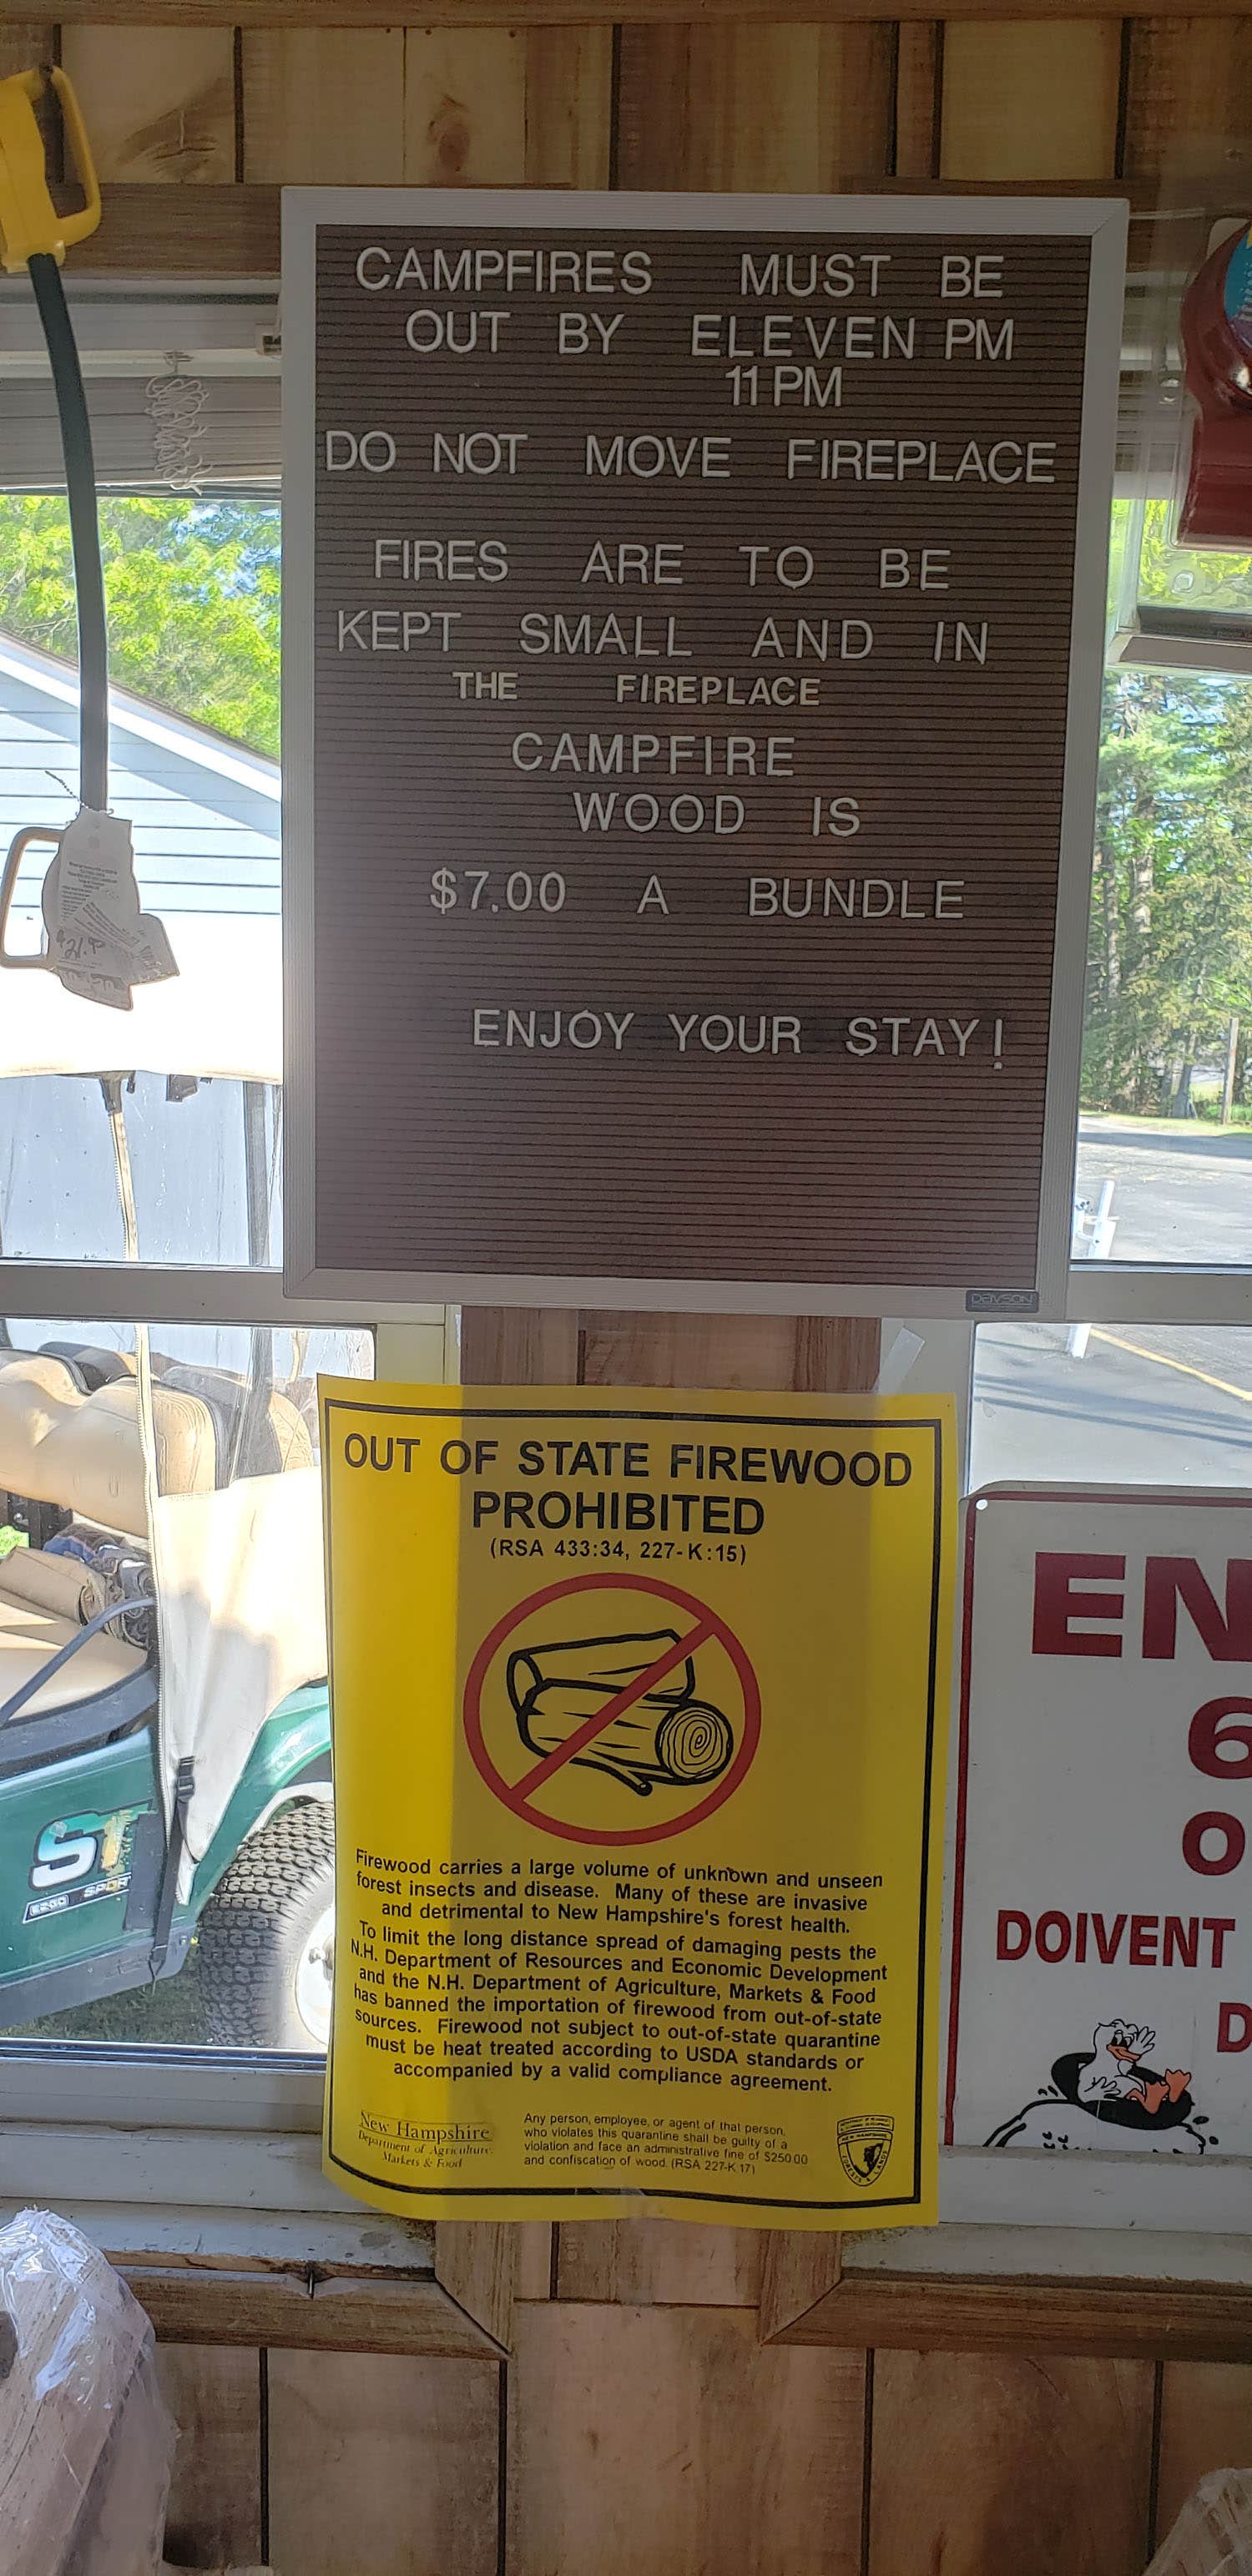 CAMPFIRES MUST BE
OUT BY ELEVEN PM
11 PM
DO NOT MOVE FIREPLACE
FIRES ARE TO BE
KEPT SMALL AND IN
THE FIREPLACE
CAMPFIRE
WOOD IS
$7.00 A BUNDLE
ENJOY YOUR STAY!
DAVSON
OUT OF STATE FIREWOOD
PROHIBITED
(RSA 433:34, 227-K:15)
Firewood carries a large volume of unknown and unseen
forest insects and disease. Many of these are invasive
and detrimental to New Hampshire's forest health.
To limit the long distance spread of damaging pests the
N.H. Department of Resources and Economic Development
and the N.H. Department of Agriculture, Markets & Food
has banned the importation of firewood from out-of-state
sources. Firewood not subject to out-of-state quarantine
must be heat treated according to USDA standards or
accompanied by a valid compliance agreement.
New Hampshire
Department of Agriculture,
Markets & Food
Any person, employee, or agent of that person,
who violates this quarantine shall be guilty of a
violation and face an administrative fine of $250.00
and confiscation of wood. (RSA 227-K:17)
EN
6
O
DOIVENT
D
ST